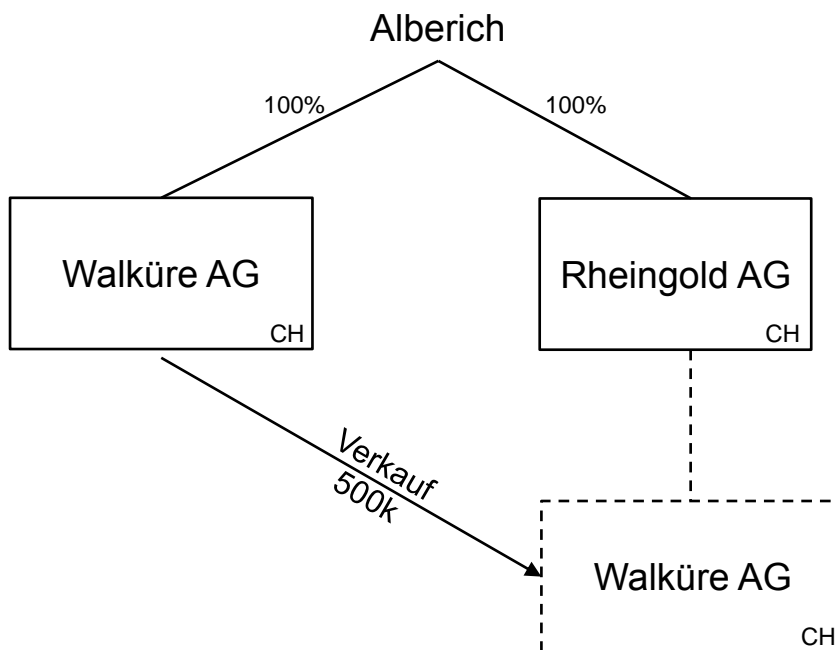 Alberich
100%
100%
Walküre AG
CH
Rheingold AG
CH
Verkauf
500k
Walküre AG
CH